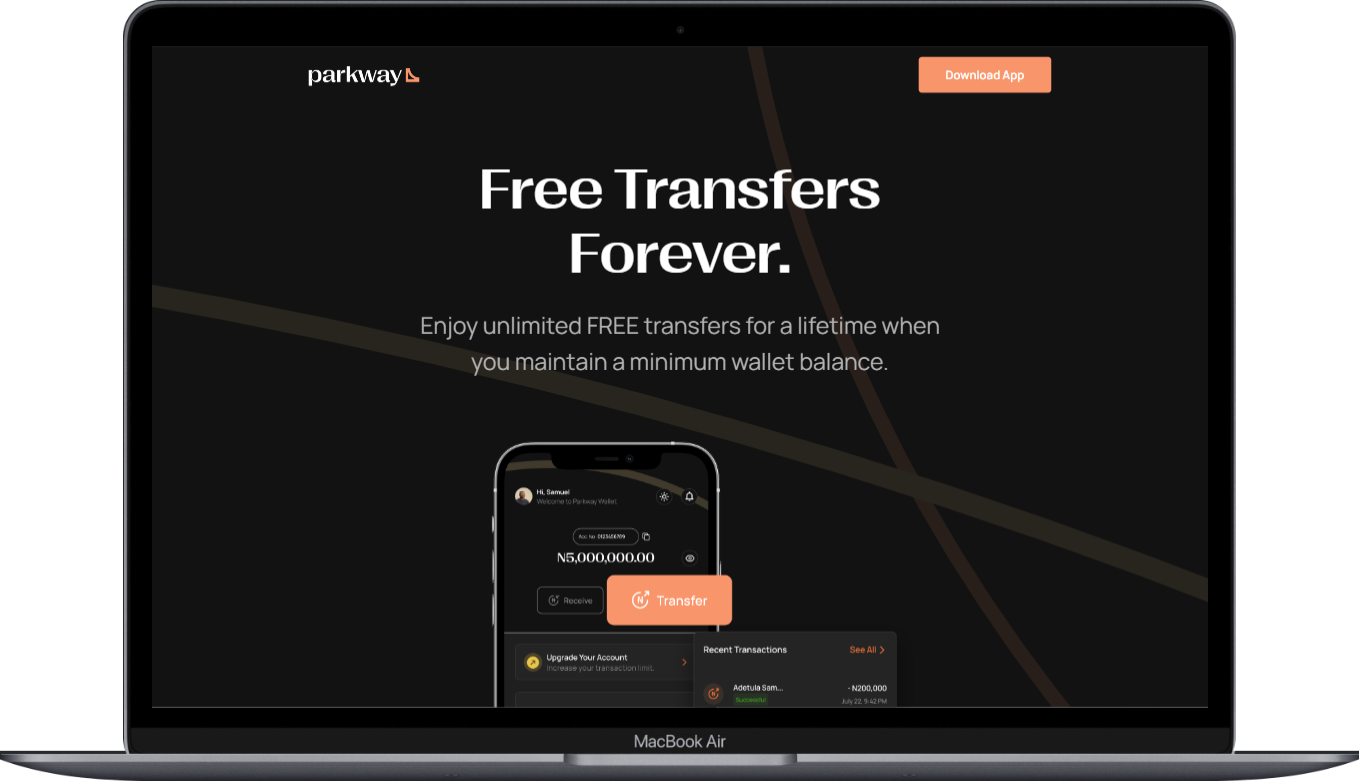 parkway
Download App
Free Transfers
Forever.
Enjoy unlimited FREE transfers for a lifetime when
you maintain a minimum wallet balance.
Hi, Samuel
Welcome to Parkway Wallet
Acc No 0123456789
N5,000,000.00
Receive
Transfer
Upgrade Your Account
Increase your transaction limit.
Recent Transactions
See All
Adetula Sam...
- N200,000
Successful
July 22, 9:42 PM
MacBook Air